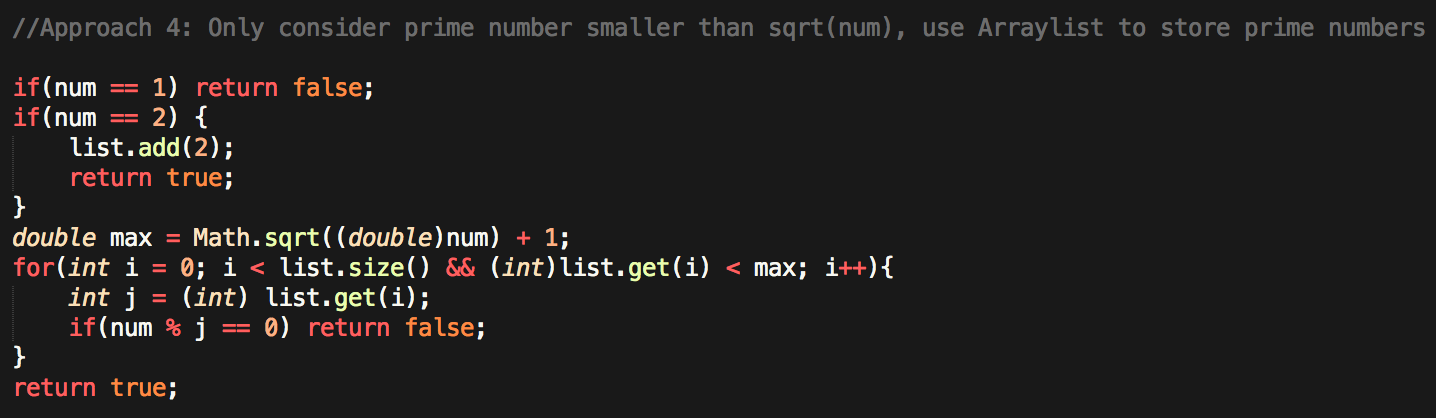 //Approach 4: Only consider prime number smaller than sqrt(num), use Arraylist to store prime numbers
if(num == 1) return false;
if(num == 2) {
    list.add(2);
    return true;
}
double max = Math.sqrt((double)num) + 1;
for(int i = 0; i < list.size() && (int)list.get(i) < max; i++){
    int j = (int) list.get(i);
    if(num % j == 0) return false;
}
return true;